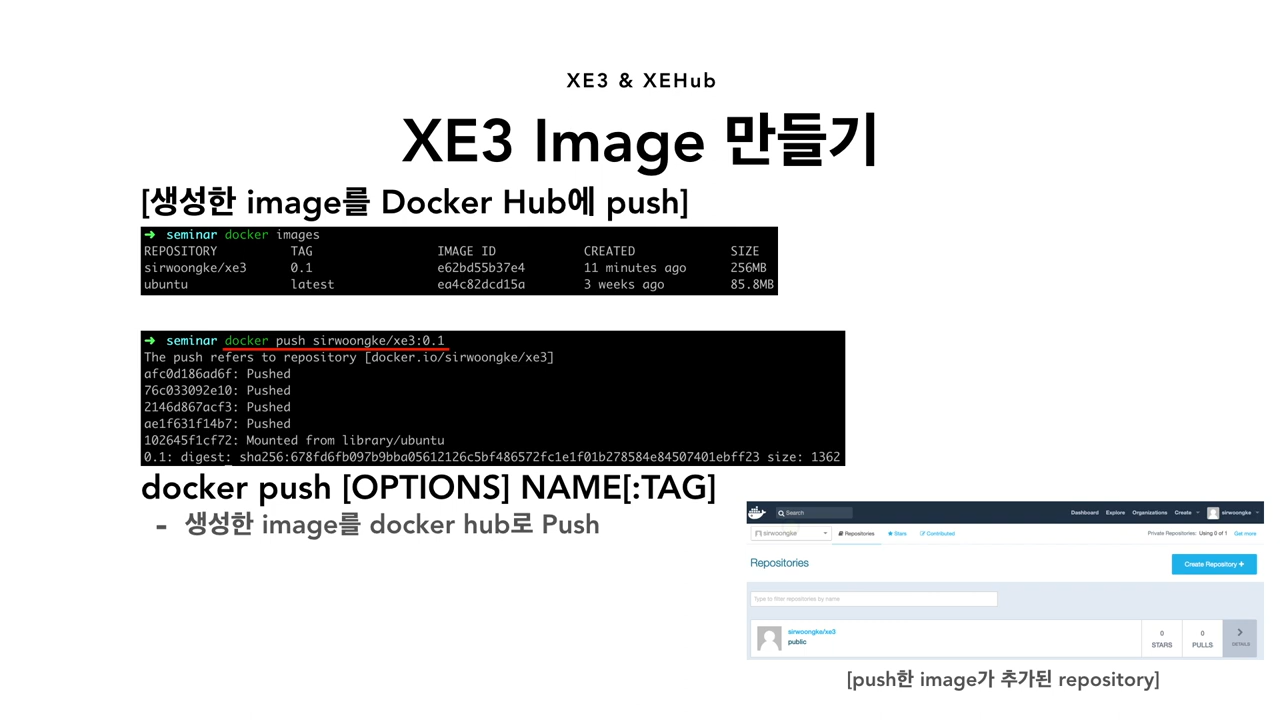 XE3 & XEHub
XE3 Image 만들기
[생성한 image를 Docker Hub에 push]
➜ seminar docker images
REPOSITORY TAG IMAGE ID CREATED SIZE
sirwoongke/xe3 0.1 e62bd55b37e4 11 minutes ago 256MB
ubuntu latest ea4c82dcd15a 3 weeks ago 85.8MB
➜ seminar docker push sirwoongke/xe3:0.1
The push refers to repository [docker.io/sirwoongke/xe3]
afc0d186ad6f: Pushed
76c033092e10: Pushed
2146d867acf3: Pushed
ae1f631f14b7: Pushed
102645f1cf72: Mounted from library/ubuntu
0.1: digest: sha256:678fd6fb097b9bba05612126c5bf486572fc1e1f01b278584e84507401ebff23 size: 1362
docker push [OPTIONS] NAME[:TAG]
- 생성한 image를 docker hub로 Push
Search Dashboard Explore Organizations Create sirwoongke
sirwoongke Repositories Stars Contributed Private Repositories: Using 0 of 1 Get more
Repositories Create Repository +
Type to filter repositories by name
sirwoongke/xe3
public
0 STARS
0 PULLS
DETAILS
[push한 image가 추가된 repository]